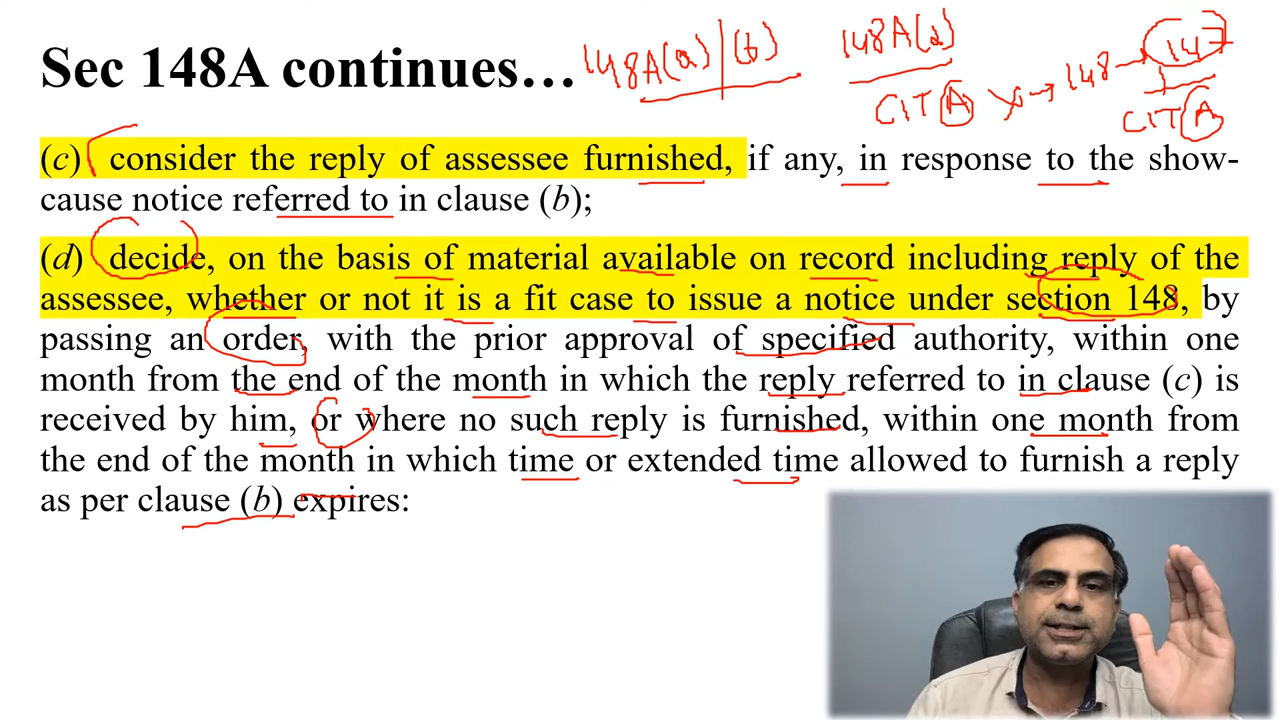 Sec 148A continues…
148A(a) | (b)
148A(d)
CIT A X → 148 → 147
CIT A
(c) consider the reply of assessee furnished, if any, in response to the show-
cause notice referred to in clause (b);
(d) decide, on the basis of material available on record including reply of the
assessee, whether or not it is a fit case to issue a notice under section 148, by
passing an order, with the prior approval of specified authority, within one
month from the end of the month in which the reply referred to in clause (c) is
received by him, or where no such reply is furnished, within one month from
the end of the month in which time or extended time allowed to furnish a reply
as per clause (b) expires: